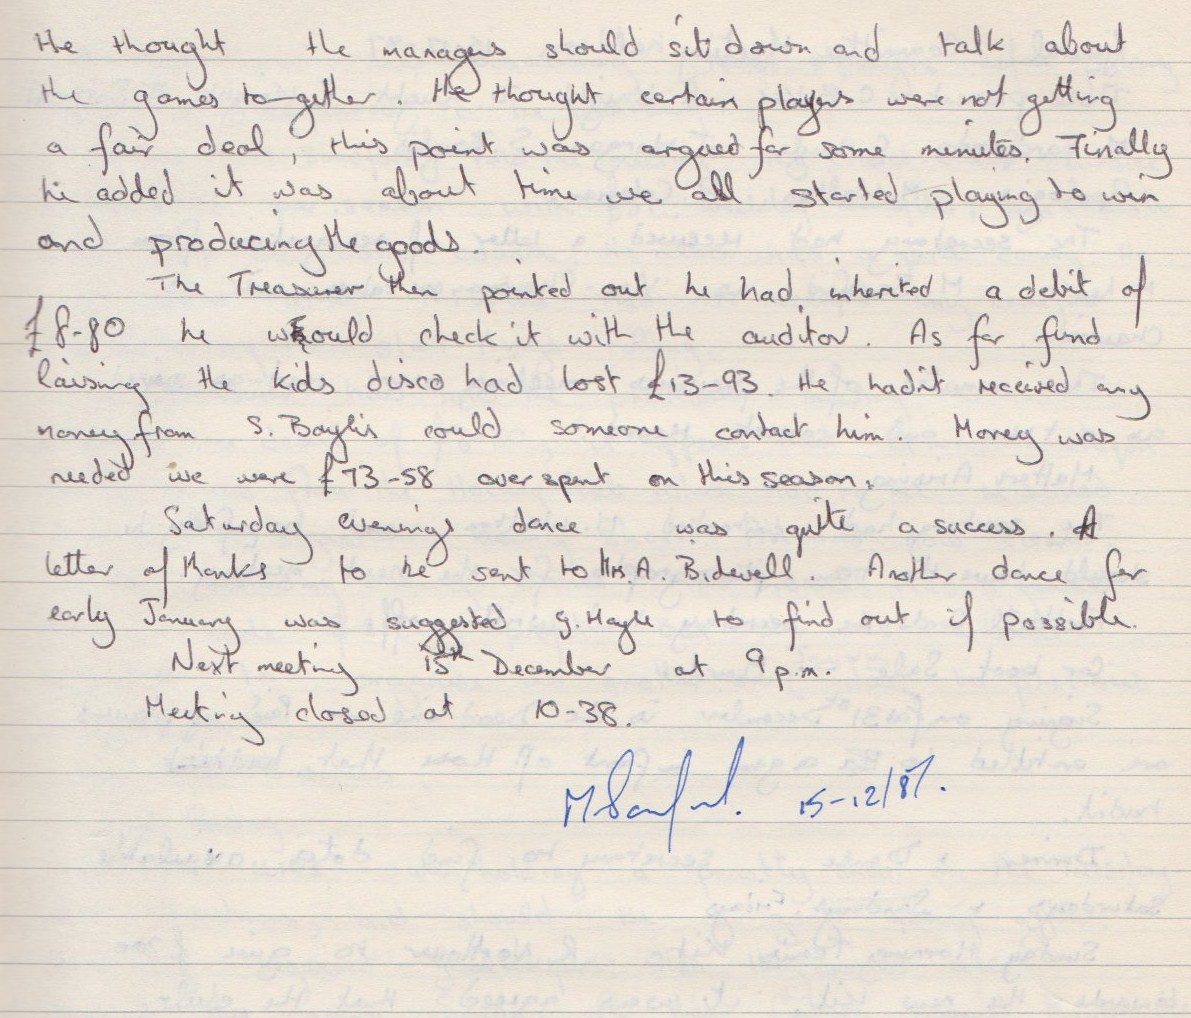 He thought the managers should sit down and talk about
the games to-gether. He thought certain players were not getting
a fair deal, this point was argued for some minutes. Finally
he added it was about time we all started playing to win
and producing the goods.
The Treasurer then pointed out he had inherited a debit of
£8-80 he would check it with the auditor. As far fund
raising the kids disco had lost £13-93. He hadn't received any
money from S. Baylis could someone contact him. Money was
needed we were £73-58 over spent on this season.
Saturday evenings dance was quite a success. A
letter of thanks to be sent to Mrs. A. Bidwell. Another dance for
early January was suggested G. Hayle to find out if possible.
Next meeting 15th December at 9 p.m.
Meeting closed at 10-38.
15-12/87.